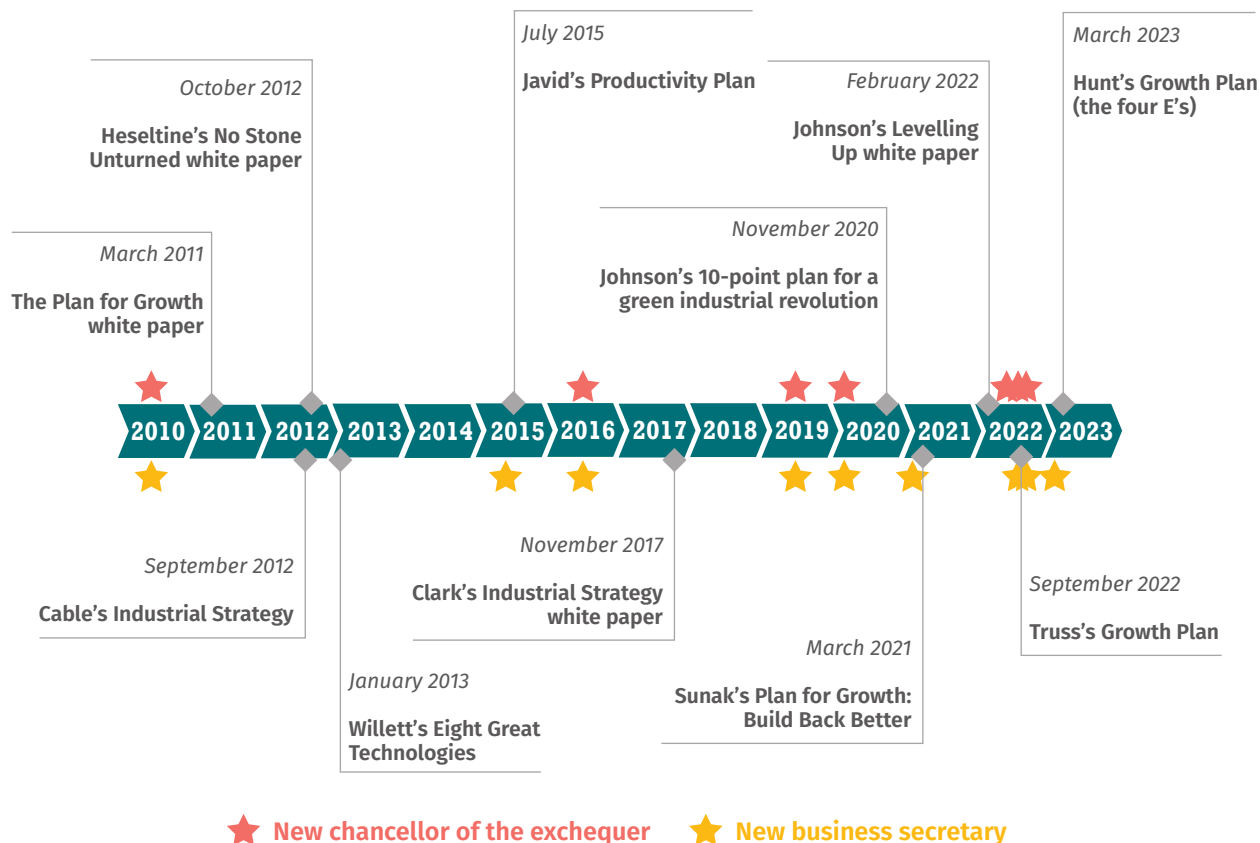 July 2015
Javid’s Productivity Plan
March 2023
Hunt’s Growth Plan
(the four E’s)
October 2012
Heseltine’s No Stone
Unturned white paper
February 2022
Johnson’s Levelling
Up white paper
March 2011
The Plan for Growth
white paper
November 2020
Johnson’s 10-point plan for a
green industrial revolution
2010 2011 2012 2013 2014 2015 2016 2017 2018 2019 2020 2021 2022 2023
September 2012
Cable’s Industrial Strategy
November 2017
Clark’s Industrial Strategy
white paper
September 2022
Truss’s Growth Plan
January 2013
Willett’s Eight Great
Technologies
March 2021
Sunak’s Plan for Growth:
Build Back Better
New chancellor of the exchequer New business secretary